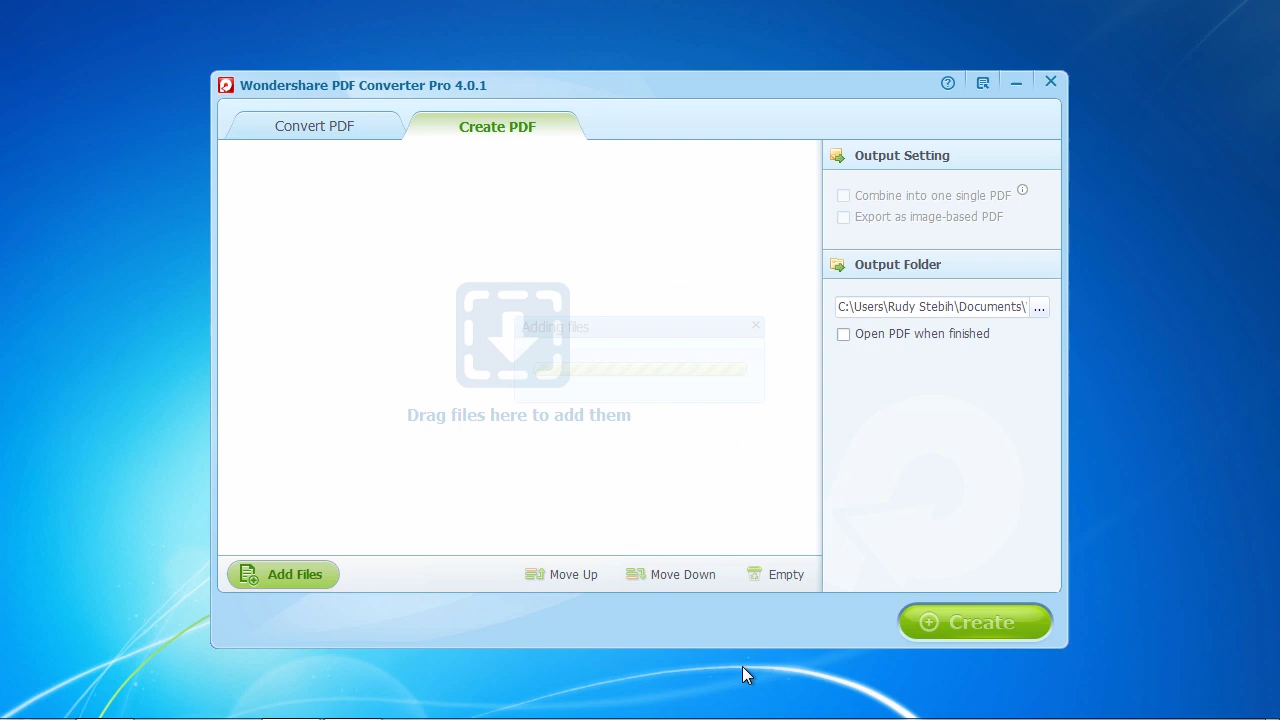 Wondershare PDF Converter Pro 4.0.1
Convert PDF
Create PDF
Output Setting
Combine into one single PDF
Export as image-based PDF
Output Folder
C:\Users\Rudy Stebih\Documents\
...
Open PDF when finished
Adding files
Drag files here to add them
Add Files
Move Up
Move Down
Empty
Create